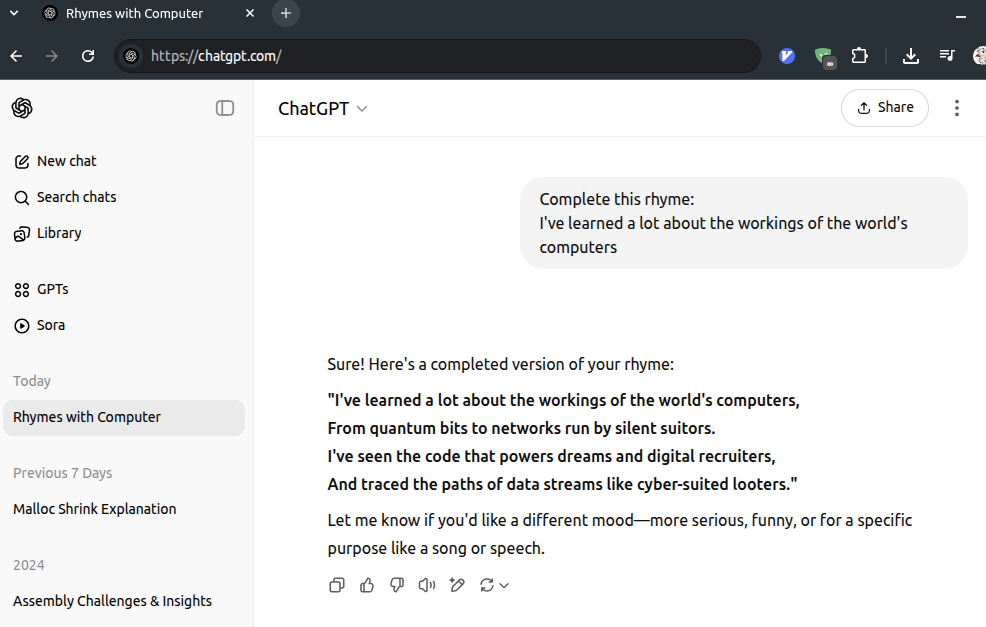 Rhymes with Computer
https://chatgpt.com/
ChatGPT
Share
New chat
Search chats
Library
GPTs
Sora
Today
Rhymes with Computer
Previous 7 Days
Malloc Shrink Explanation
2024
Assembly Challenges & Insights
Complete this rhyme:
I've learned a lot about the workings of the world's
computers
Sure! Here's a completed version of your rhyme:
"I've learned a lot about the workings of the world's computers,
From quantum bits to networks run by silent suitors.
I've seen the code that powers dreams and digital recruiters,
And traced the paths of data streams like cyber-suited looters."
Let me know if you'd like a different mood—more serious, funny, or for a specific
purpose like a song or speech.